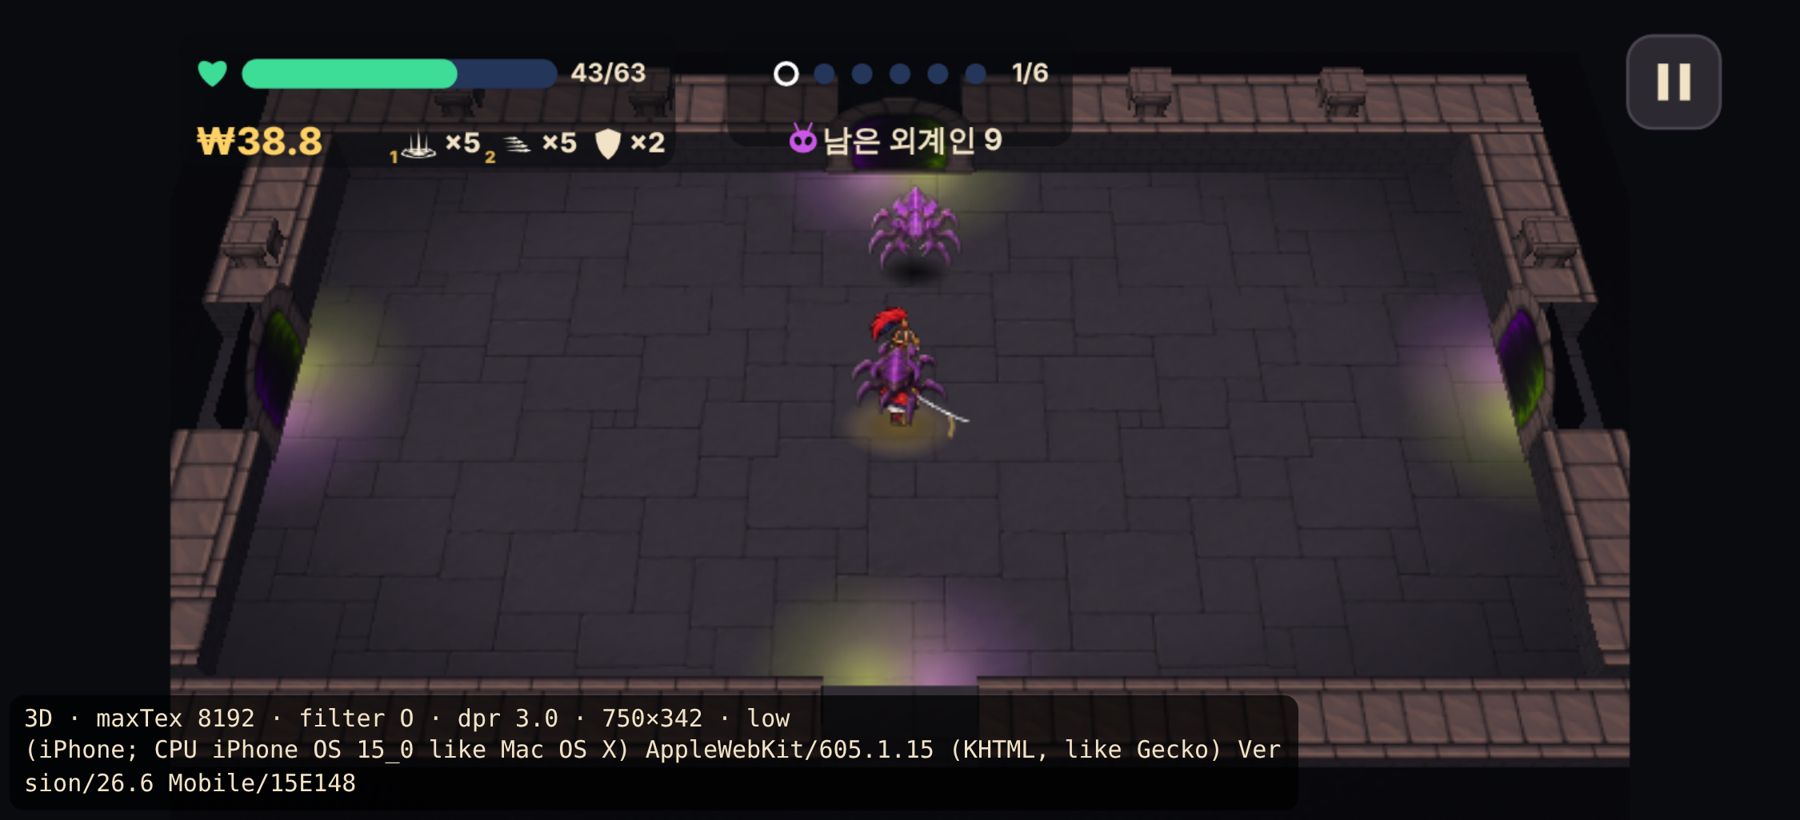 43/63
1/6
₩38.8
1 ×5 2 ×5 ×2
남은 외계인 9
3D · maxTex 8192 · filter O · dpr 3.0 · 750×342 · low
(iPhone; CPU iPhone OS 15_0 like Mac OS X) AppleWebKit/605.1.15 (KHTML, like Gecko) Ver
sion/26.6 Mobile/15E148